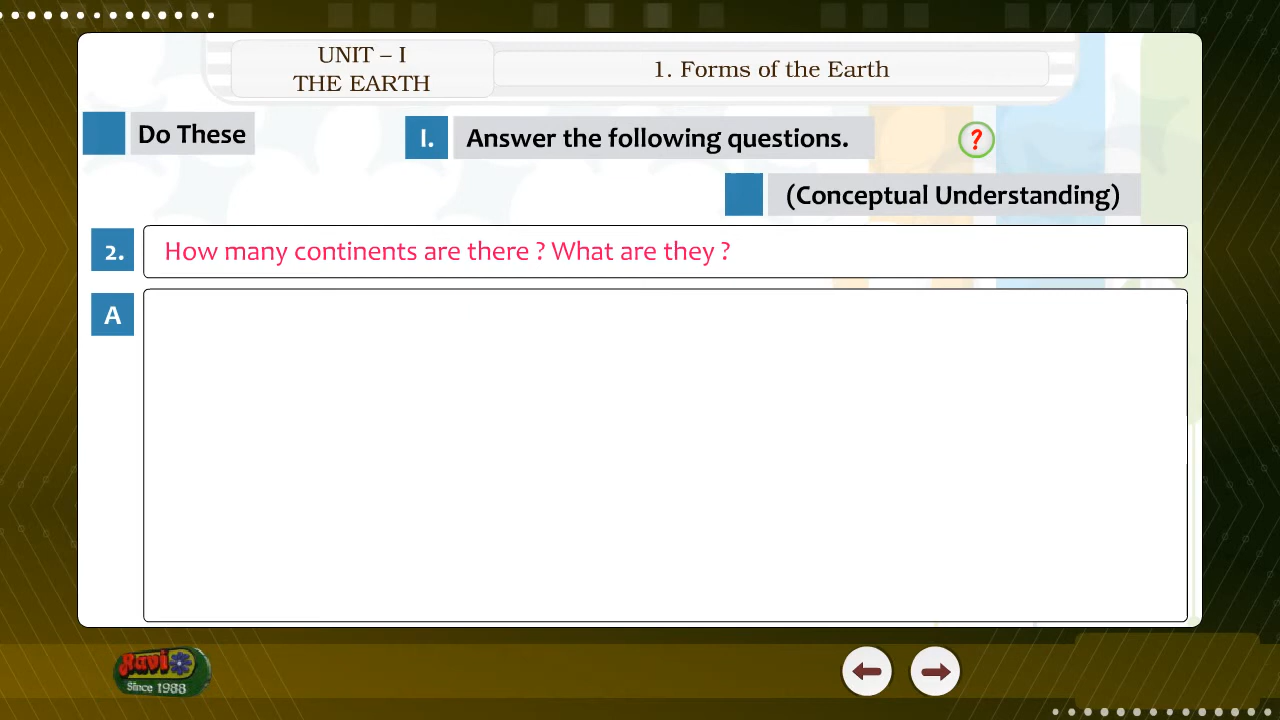 UNIT – I
THE EARTH
1. Forms of the Earth
Do These
I.
Answer the following questions.
?
(Conceptual Understanding)
2.
How many continents are there ? What are they ?
A
Ravi
Since 1988